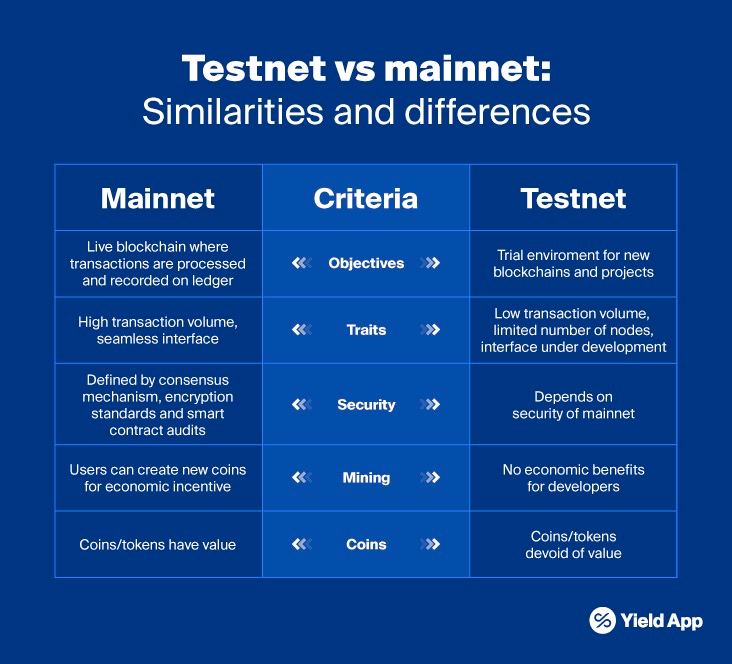 Testnet vs mainnet:
Similarities and differences
Mainnet
Criteria
Testnet
Live blockchain where
transactions are processed
and recorded on ledger
Objectives
Trial enviroment for new
blockchains and projects
High transaction volume,
seamless interface
Traits
Low transaction volume,
limited number of nodes,
interface under development
Defined by consensus
mechanism, encryption
standards and smart
contract audits
Security
Depends on
security of mainnet
Users can create new coins
for economic incentive
Mining
No economic benefits
for developers
Coins/tokens have value
Coins
Coins/tokens
devoid of value
Yield App